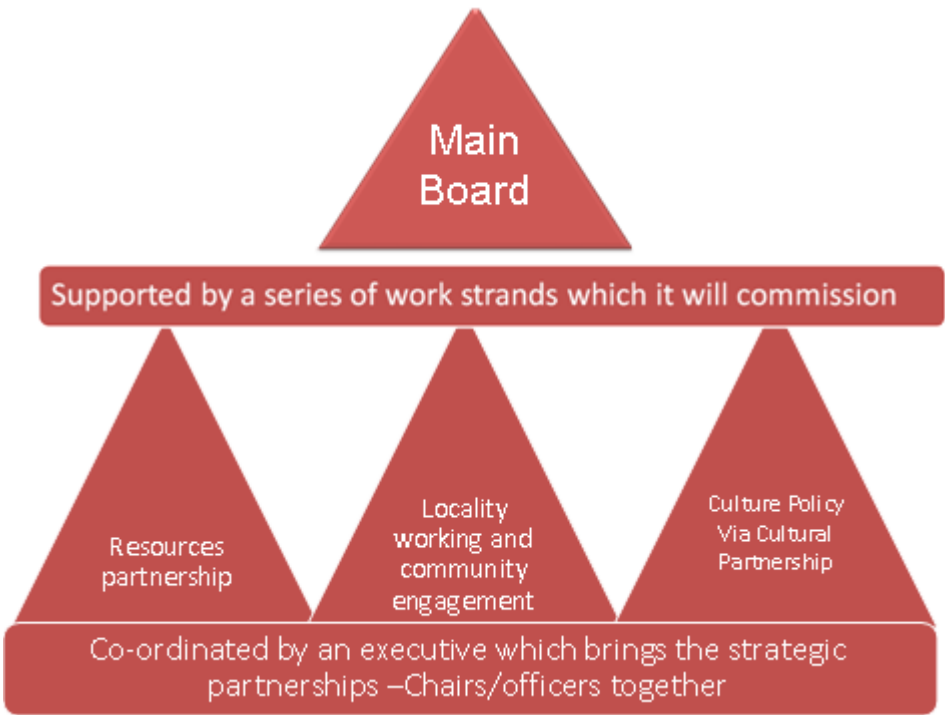 Main
Board
Supported by a series of work strands which it will commission
Resources
partnership
Locality
working and
community
engagement
Culture Policy
Via Cultural
Partnership
Co-ordinated by an executive which brings the strategic
partnerships –Chairs/officers together